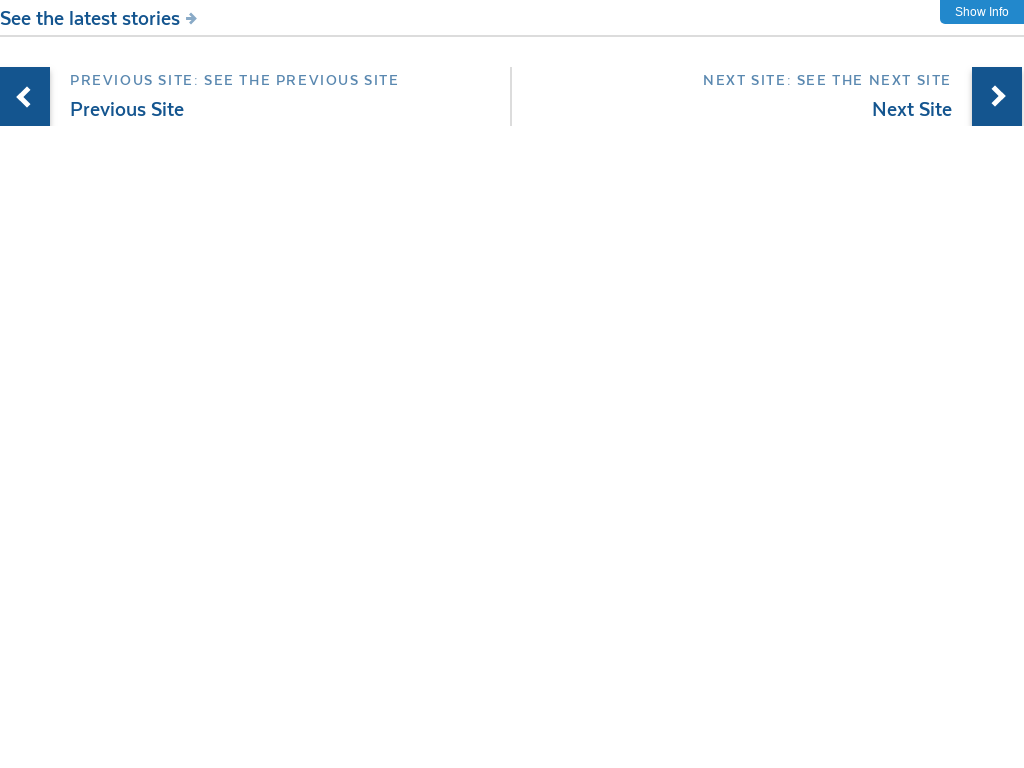 See the latest stories
Show Info
PREVIOUS SITE: SEE THE PREVIOUS SITE
Previous Site
NEXT SITE: SEE THE NEXT SITE
Next Site